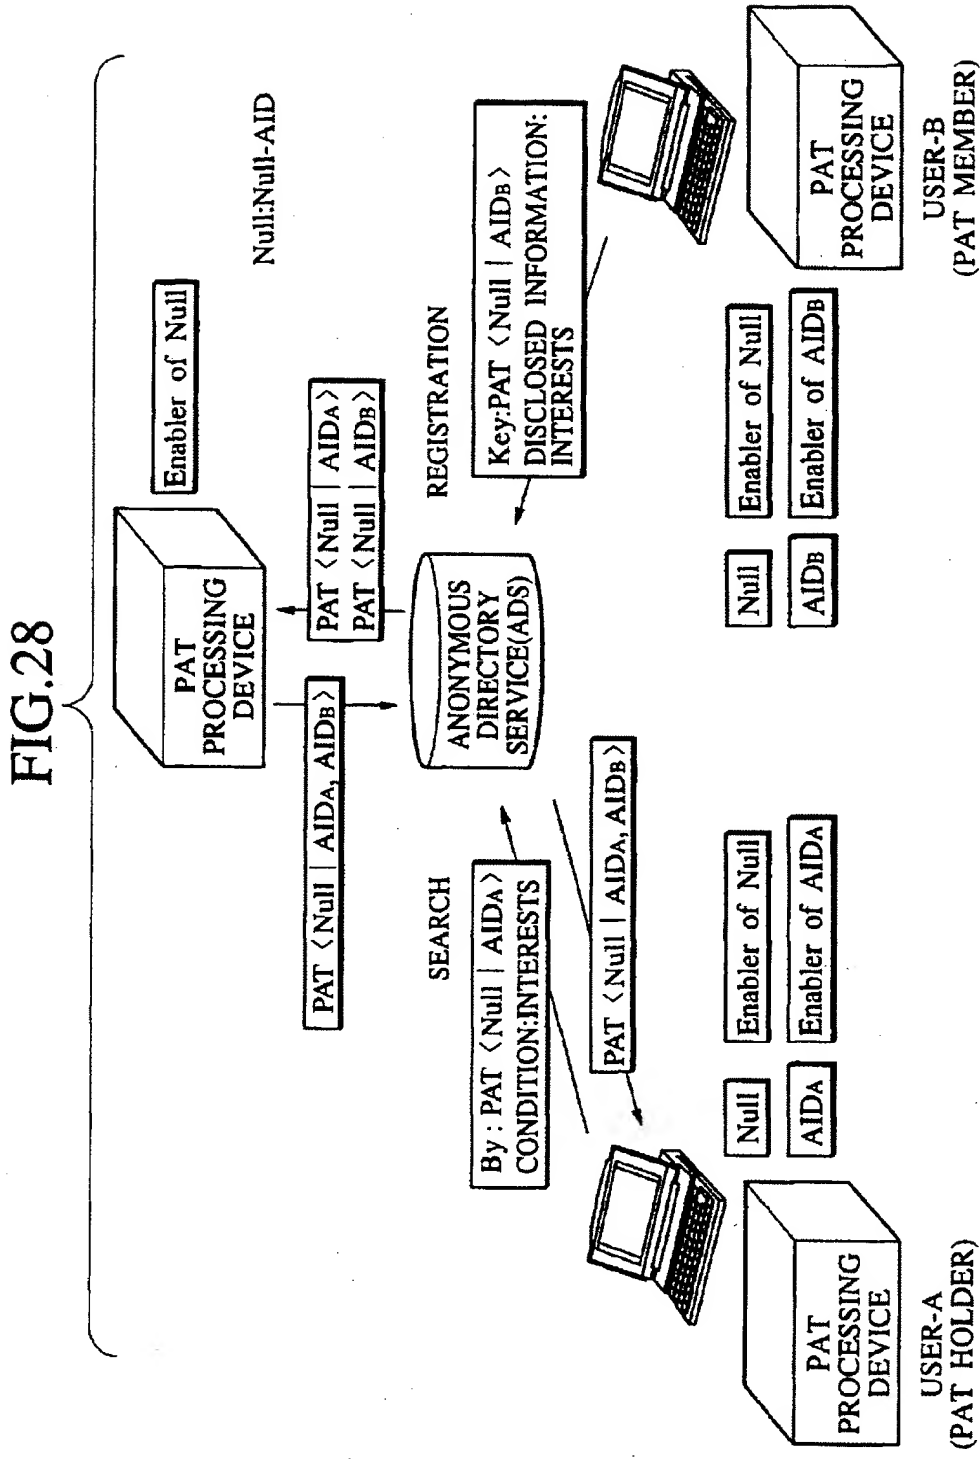 FIG.28
PAT
PROCESSING
DEVICE
Enabler of Null
Null:Null-AID
PAT <Null | AIDA, AIDB>
PAT <Null | AIDA>
PAT <Null | AIDB>
ANONYMOUS
DIRECTORY
SERVICE(ADS)
SEARCH
REGISTRATION
By : PAT <Null | AIDA>
CONDITION:INTERESTS
Key:PAT <Null | AIDB>
DISCLOSED INFORMATION:
INTERESTS
PAT <Null | AIDA, AIDB>
Null
Enabler of Null
AIDA
Enabler of AIDA
Null
Enabler of Null
AIDB
Enabler of AIDB
PAT
PROCESSING
DEVICE
USER-A
(PAT HOLDER)
PAT
PROCESSING
DEVICE
USER-B
(PAT MEMBER)